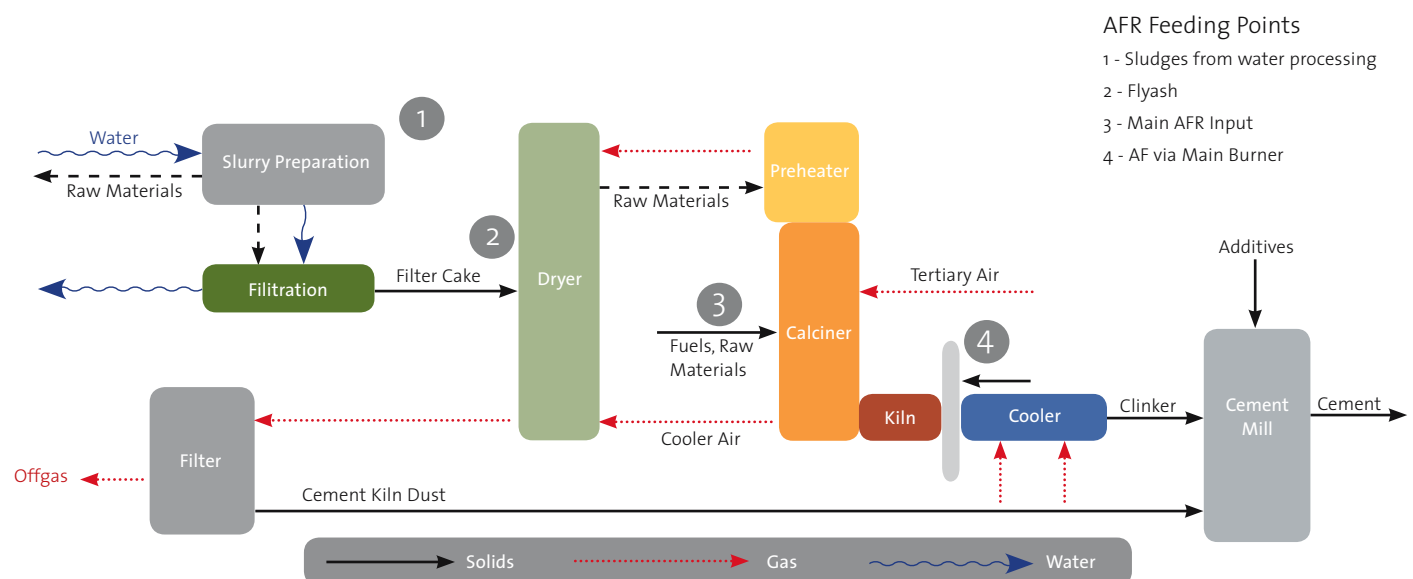 AFR Feeding Points
1 - Sludges from water processing
2 - Flyash
3 - Main AFR Input
4 - AF via Main Burner
1
Water
Slurry Preparation
Raw Materials
Preheater
Raw Materials
2
Filter Cake
Filitration
Dryer
Additives
Tertiary Air
3
Calciner
Fuels, Raw
Materials
4
Kiln
Cooler
Clinker
Cement
Mill
Cement
Cooler Air
Filter
Offgas
Cement Kiln Dust
Solids
Gas
Water